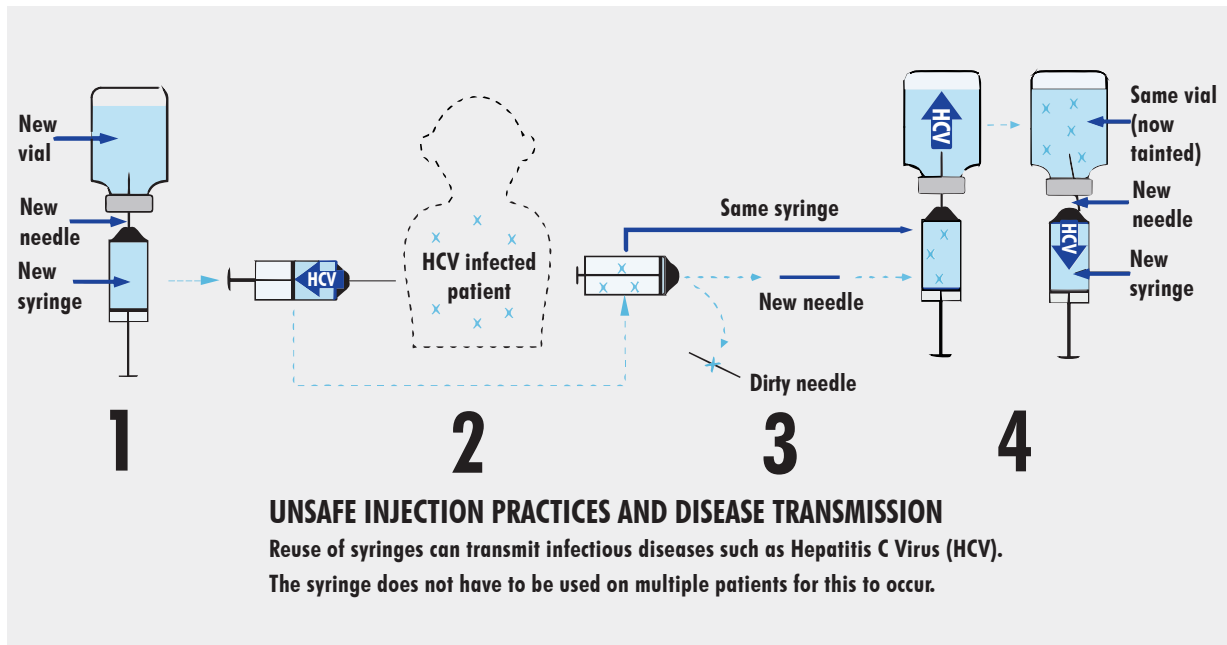 New
vial
New
needle
New
syringe
HCV
HCV infected
patient
Same syringe
New needle
Dirty needle
HCV
HCV
Same vial
(now
tainted)
New
needle
New
syringe
1
2
3
4
UNSAFE INJECTION PRACTICES AND DISEASE TRANSMISSION
Reuse of syringes can transmit infectious diseases such as Hepatitis C Virus (HCV).
The syringe does not have to be used on multiple patients for this to occur.